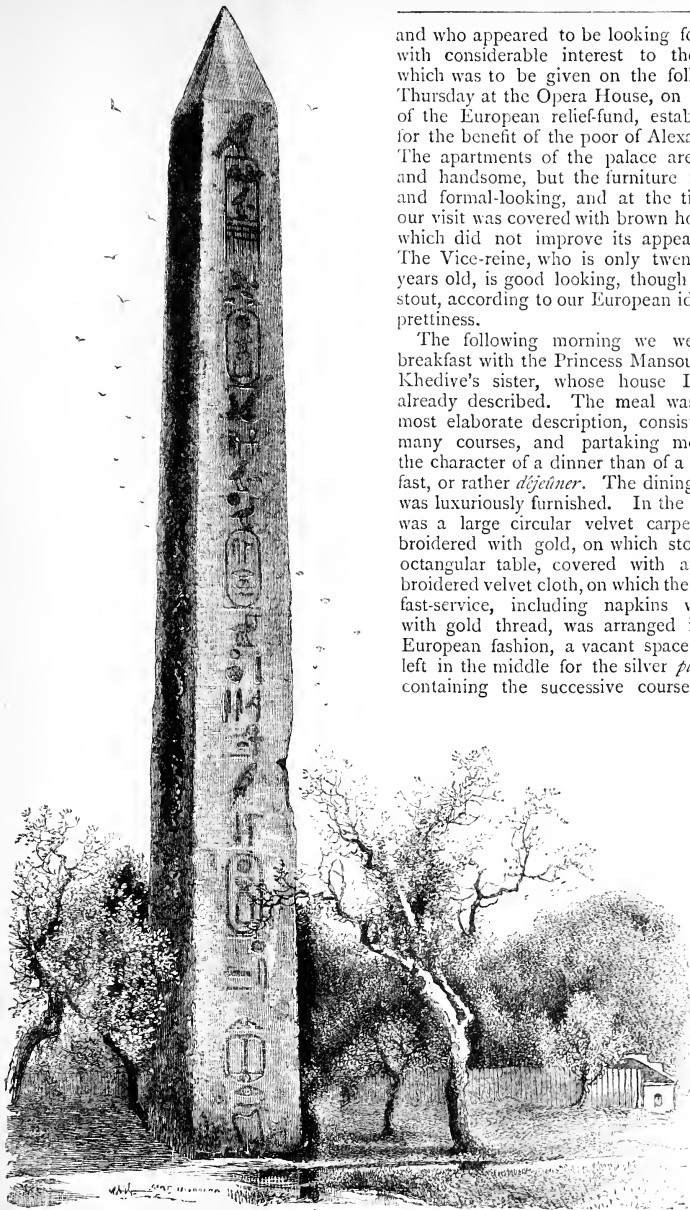 and who appeared to be looking fo
with considerable interest to the
which was to be given on the fol
Thursday at the Opera House, on
of the European relief-fund, estab
for the benefit of the poor of Alexa
The apartments of the palace are
and handsome, but the furniture
and formal-looking, and at the ti
our visit was covered with brown ho
which did not improve its appea
The Vice-reine, who is only twen
years old, is good looking, though
stout, according to our European id
prettiness.
The following morning we we
breakfast with the Princess Mansou
Khedive's sister, whose house I
already described. The meal was
most elaborate description, consis
many courses, and partaking mo
the character of a dinner than of a
fast, or rather déjeûner. The dining
was luxuriously furnished. In the
was a large circular velvet carpe
broidered with gold, on which sto
octangular table, covered with a
broidered velvet cloth, on which the
fast-service, including napkins
with gold thread, was arranged
European fashion, a vacant space
left in the middle for the silver
containing the successive course